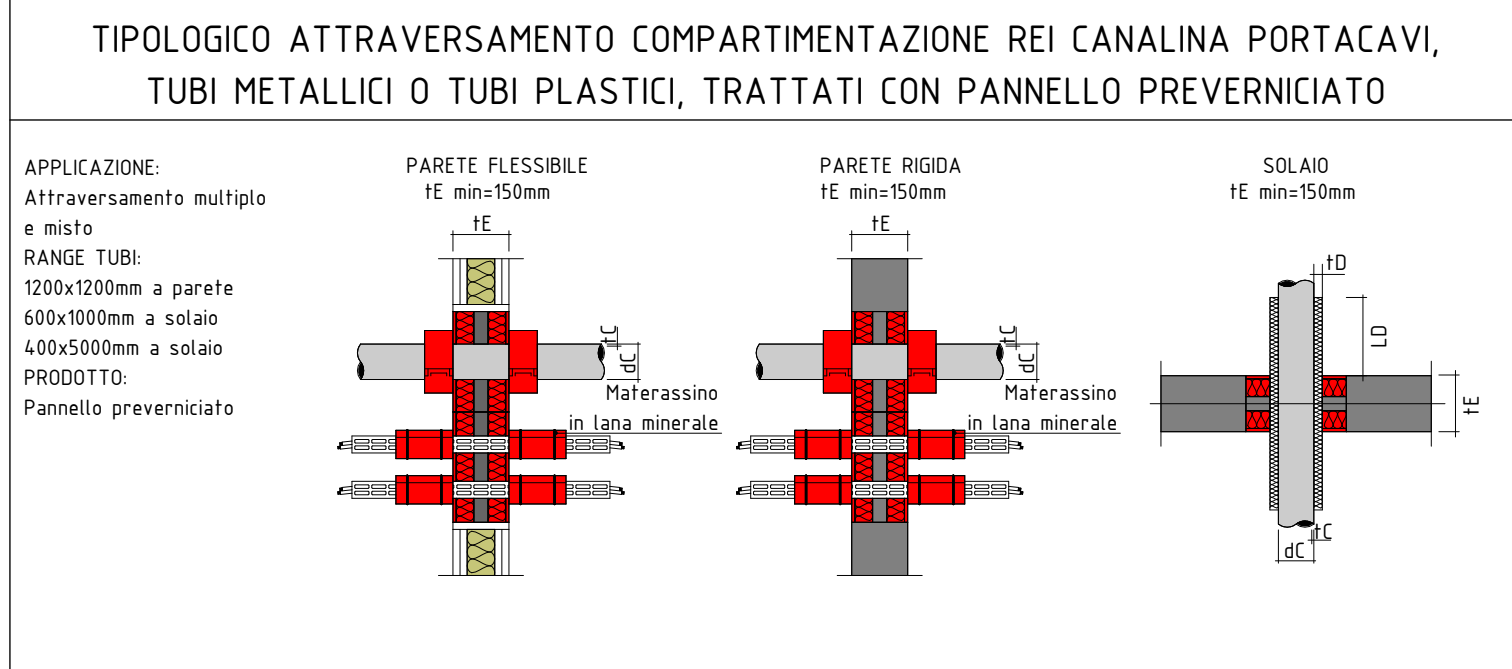 TIPOLOGICO ATTRAVERSAMENTO COMPARTIMENTAZIONE REI CANALINA PORTACAVI,
TUBI METALLICI O TUBI PLASTICI, TRATTATI CON PANNELLO PREVERNICIATO
APPLICAZIONE:
Attraversamento multiplo
e misto
RANGE TUBI:
1200x1200mm a parete
600x1000mm a solaio
400x5000mm a solaio
PRODOTTO:
Pannello preverniciato
PARETE FLESSIBILE
tE min=150mm
tE
tC
dC
Materassino
in lana minerale
PARETE RIGIDA
tE min=150mm
tE
tC
dC
Materassino
in lana minerale
SOLAIO
tE min=150mm
tD
LD
tE
tC
dC